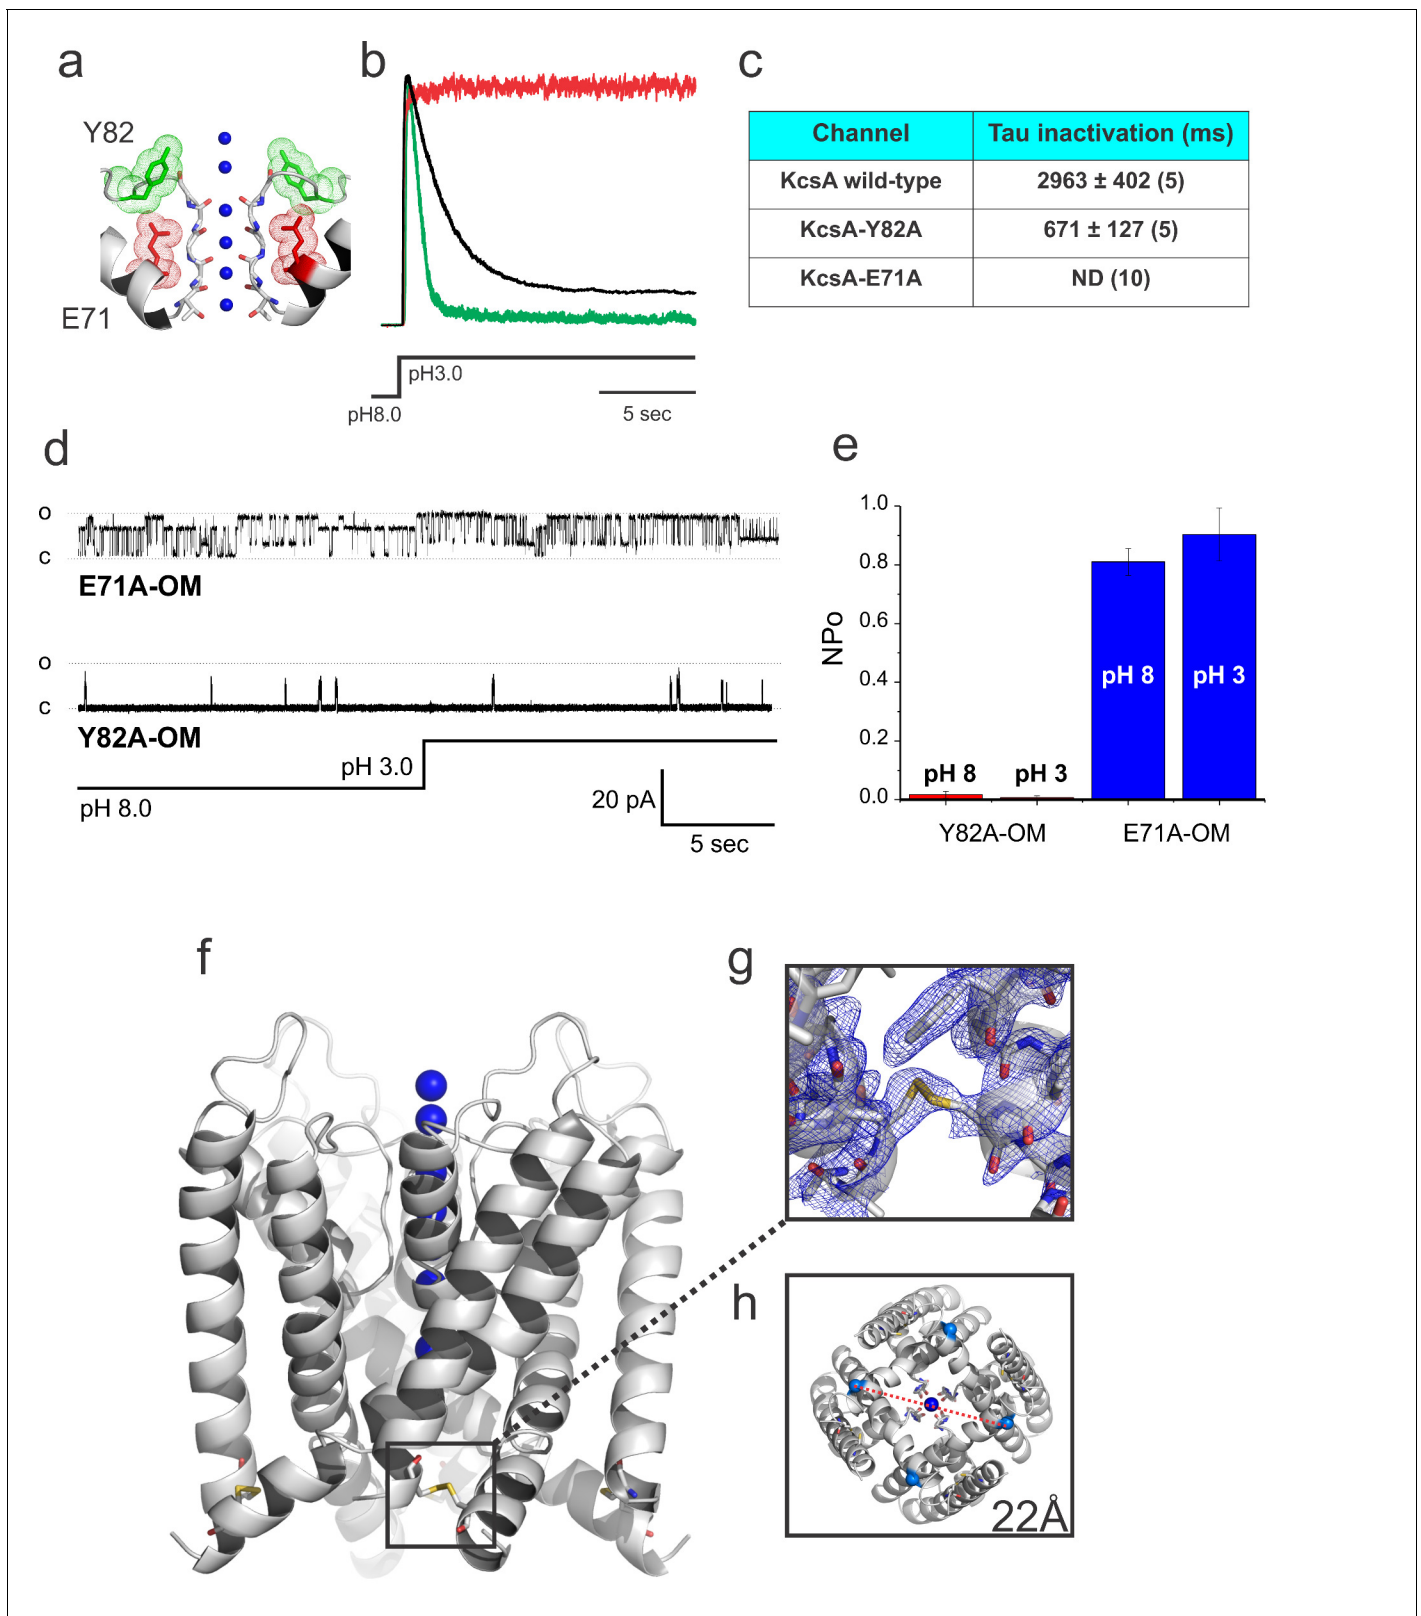 a
Y82
E71
b
pH3.0
pH8.0
5 sec
c
Channel Tau inactivation (ms)
KcsA wild-type 2963 ± 402 (5)
KcsA-Y82A 671 ± 127 (5)
KcsA-E71A ND (10)
d
o
c
E71A-OM
o
c
Y82A-OM
pH 3.0
pH 8.0
20 pA
5 sec
e
1.0
0.8
0.6
0.4
0.2
0.0
NPo
pH 8
pH 3
pH 8
pH 3
Y82A-OM
E71A-OM
f
g
h
22Å